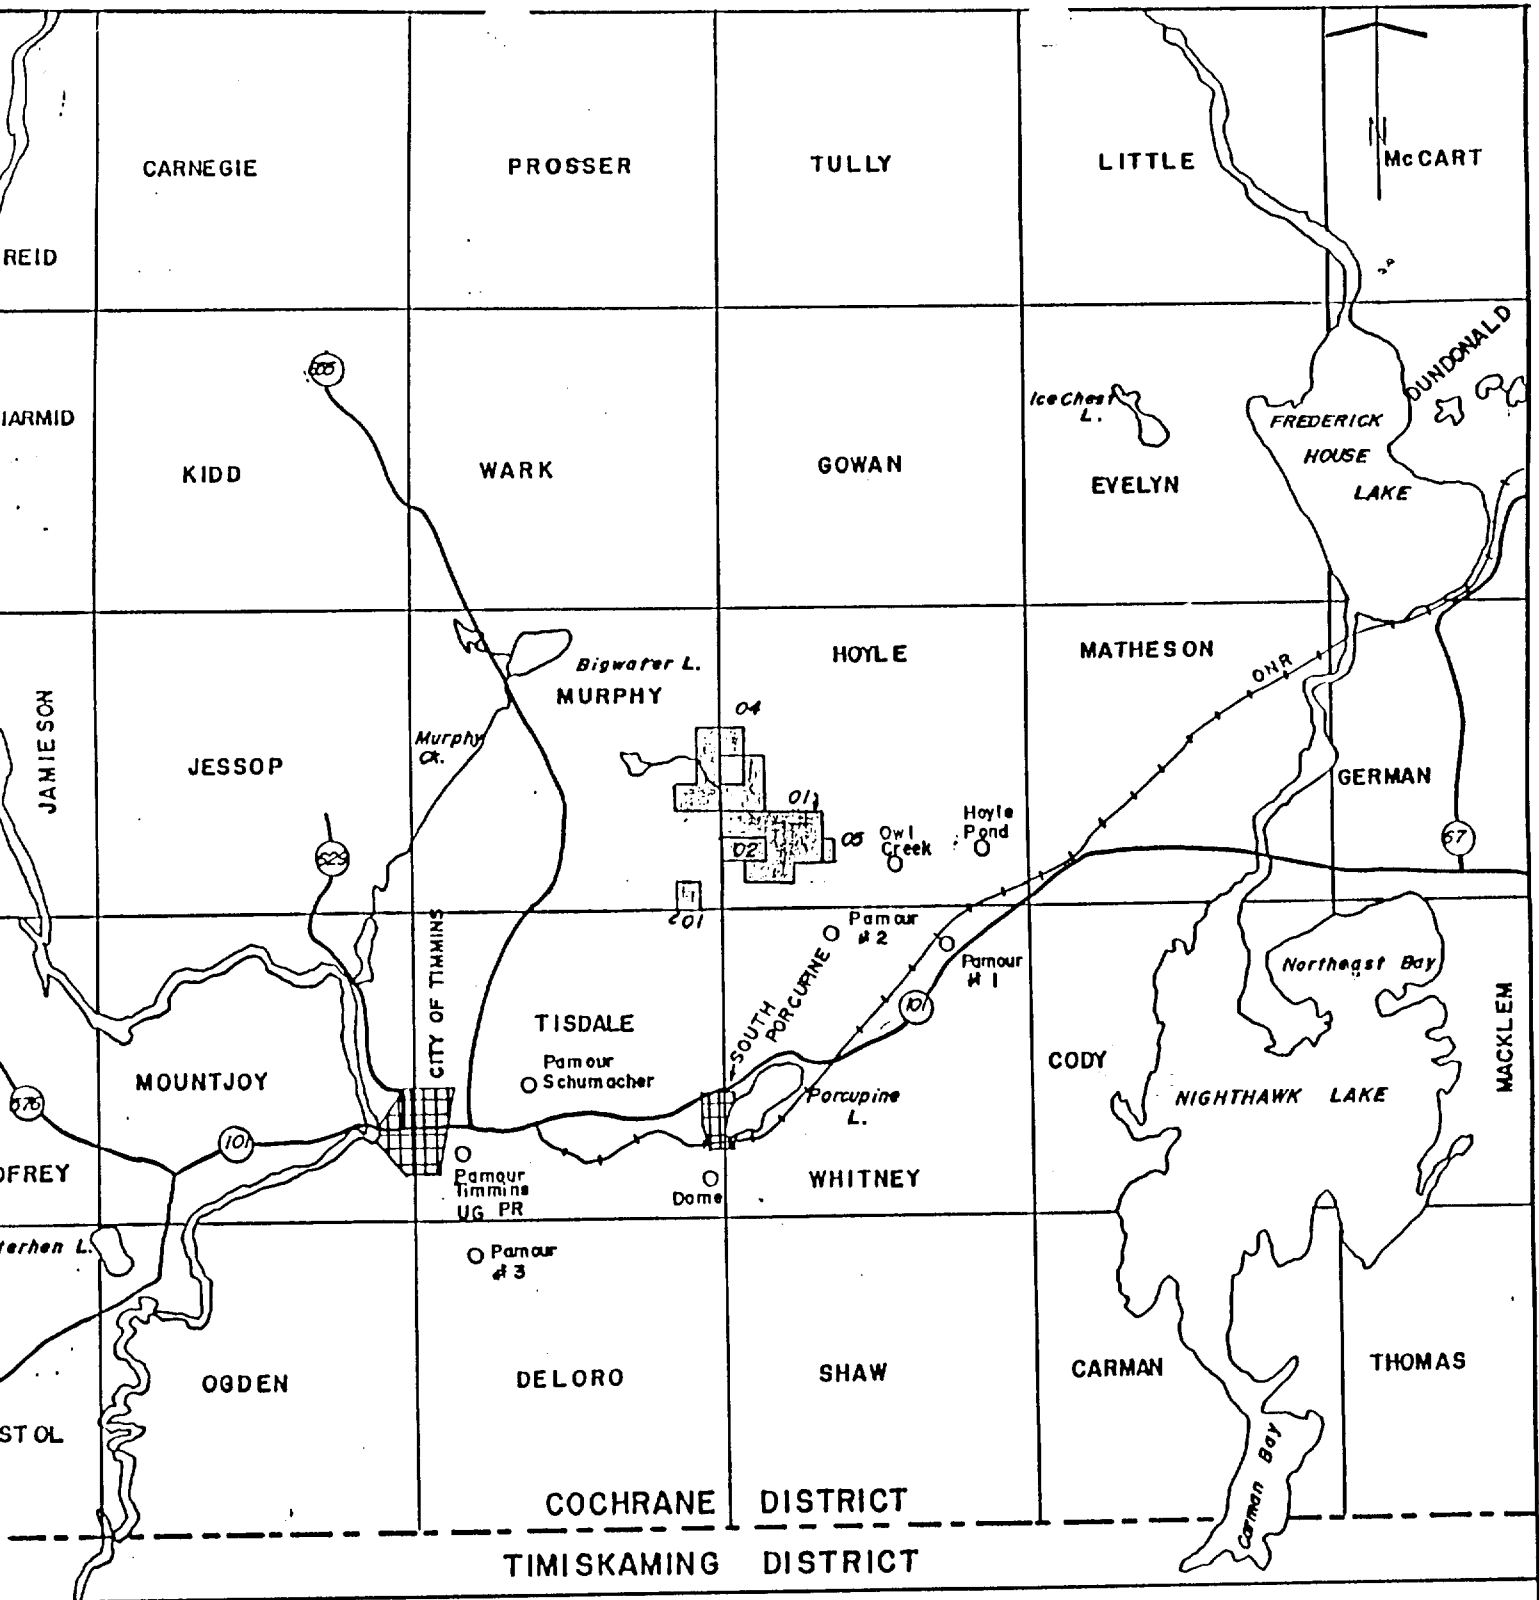 N
CARNEGIE
PROSSER
TULLY
LITTLE
McCART
REID
DUNDONALD
IARMID
KIDD
WARK
GOWAN
Ice Chest
L.
EVELYN
FREDERICK
HOUSE
LAKE
JAMIESON
JESSOP
Bigwater L.
MURPHY
Murphy
HOYLE
MATHESON
ONR
GERMAN
04
01
02
05
01
Owl
Creek
Hoyle
Pond
67
629
Pamour
#2
Pamour
#1
101
Northeast Bay
CITY OF TIMMINS
TISDALE
SOUTH
PORCUPINE
Pamour
Schumacher
MOUNTJOY
576
101
Porcupine
L.
CODY
NIGHTHAWK LAKE
MACKLEM
OFREY
Pamour
Timmins
UG PR
Dome
WHITNEY
terhen L.
Pamour
#3
OGDEN
DELORO
SHAW
CARMAN
THOMAS
STOL
Carman Bay
COCHRANE DISTRICT
TIMISKAMING DISTRICT